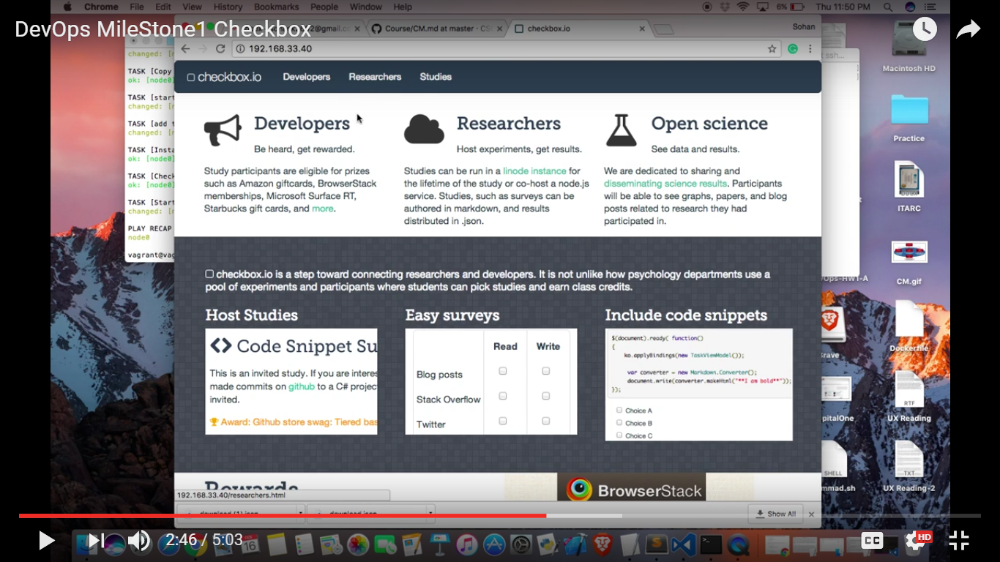 Chrome File Edit View History Bookmarks People Window Help 6% Thu 11:50 PM
DevOps MileStone1 Checkbox
2@gmail.c
Course/CM.md at master · CS
checkbox.io
Sohan
192.168.33.40
changed: [
TASK [Copy
ok: [node0]
TASK [start
changed: [n
TASK [add t
changed: [n
TASK [Insta
ok: [node0]
TASK [Check
ok: [node0]
TASK [Start
changed: [n
PLAY RECAP
node0
vagrant@vag
ssh...
checkbox.io Developers Researchers Studies
Developers
Be heard, get rewarded.
Study participants are eligible for prizes
such as Amazon giftcards, BrowserStack
memberships, Microsoft Surface RT,
Starbucks gift cards, and more.
Researchers
Host experiments, get results.
Studies can be run in a linode instance for
the lifetime of the study or co-host a node.js
service. Studies, such as surveys can be
authored in markdown, and results
distributed in .json.
Open science
See data and results.
We are dedicated to sharing and
disseminating science results. Participants
will be able to see graphs, papers, and blog
posts related to research they had
participated in.
checkbox.io is a step toward connecting researchers and developers. It is not unlike how psychology departments use a
pool of experiments and participants where students can pick studies and earn class credits.
Host Studies
Code Snippet Su
This is an invited study. If you are interes
made commits on github to a C# projec
invited.
Award: Github store swag: Tiered bas
Easy surveys
Read Write
Blog posts
Stack Overflow
Twitter
Include code snippets
$(document).ready( function()
{
ko.applyBindings(new TaskViewModel());
var converter = new Markdown.Converter();
document.write(converter.makeHtml("**I am bold**"));
});
Choice A
Choice B
Choice C
Rewards
BrowserStack
192.168.33.40/researchers.html
download (1).json
download.json
Show All
Macintosh HD
Practice
ITARC
CM.gif
Ops-HW1-A
Dockerfile
rave
RTF
UX Reading
pitalOne
SHELL
mmad.sh
TXT
UX Reading-2
2:46 / 5:03
FEB
16
CC
HD